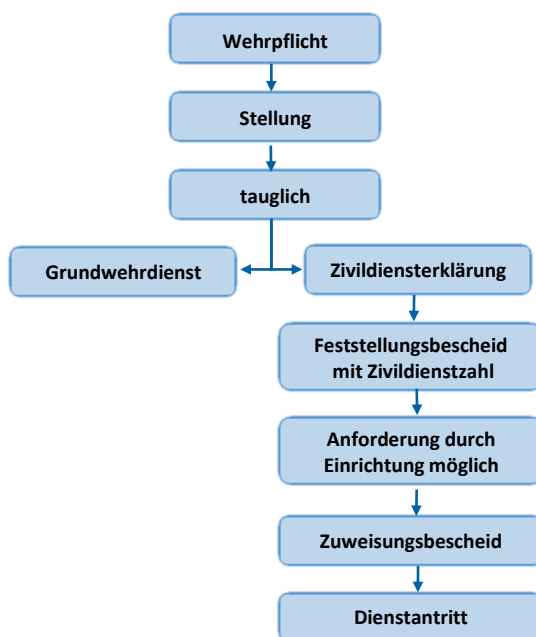 Wehrpflicht
Stellung
tauglich
Grundwehrdienst
Zivildiensterklärung
Feststellungsbescheid
mit Zivildienstzahl
Anforderung durch
Einrichtung möglich
Zuweisungsbescheid
Dienstantritt